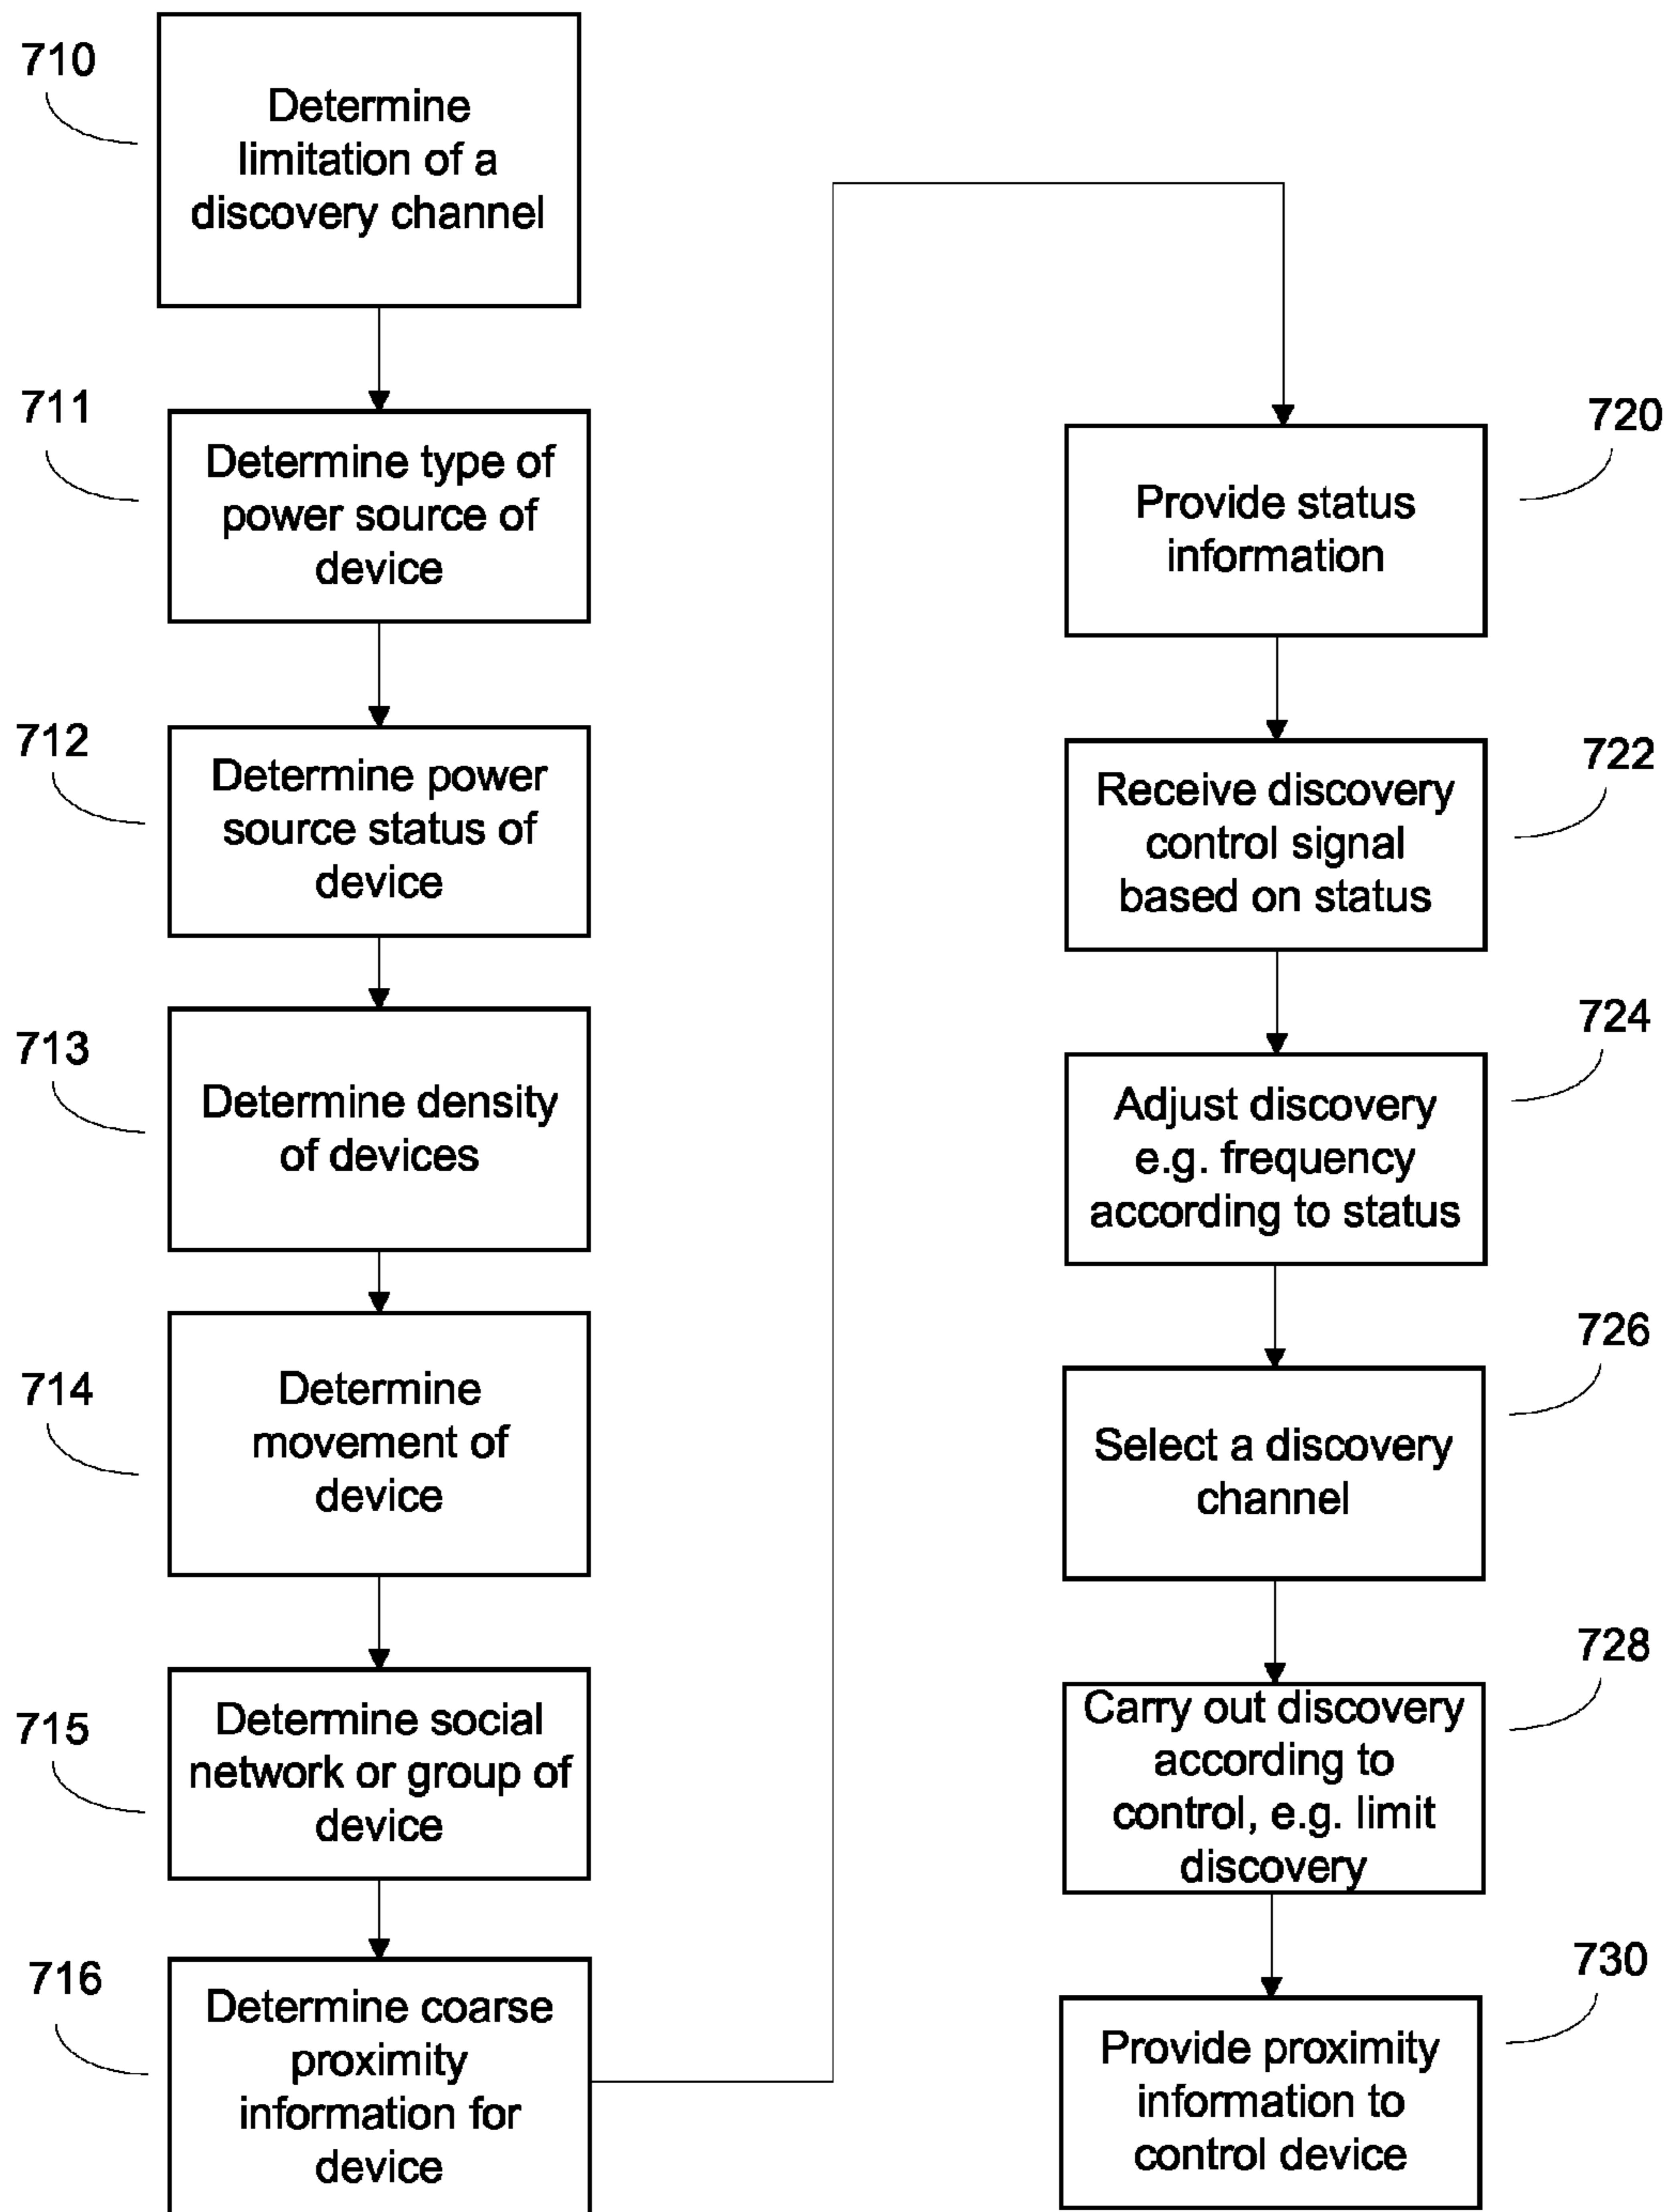 710
Determine
limitation of a
discovery channel
711
Determine type of
power source of
device
712
Determine power
source status of
device
713
Determine density
of devices
714
Determine
movement of
device
715
Determine social
network or group of
device
716
Determine coarse
proximity
information for
device
720
Provide status
information
722
Receive discovery
control signal
based on status
724
Adjust discovery
e.g. frequency
according to status
726
Select a discovery
channel
728
Carry out discovery
according to
control, e.g. limit
discovery
730
Provide proximity
information to
control device